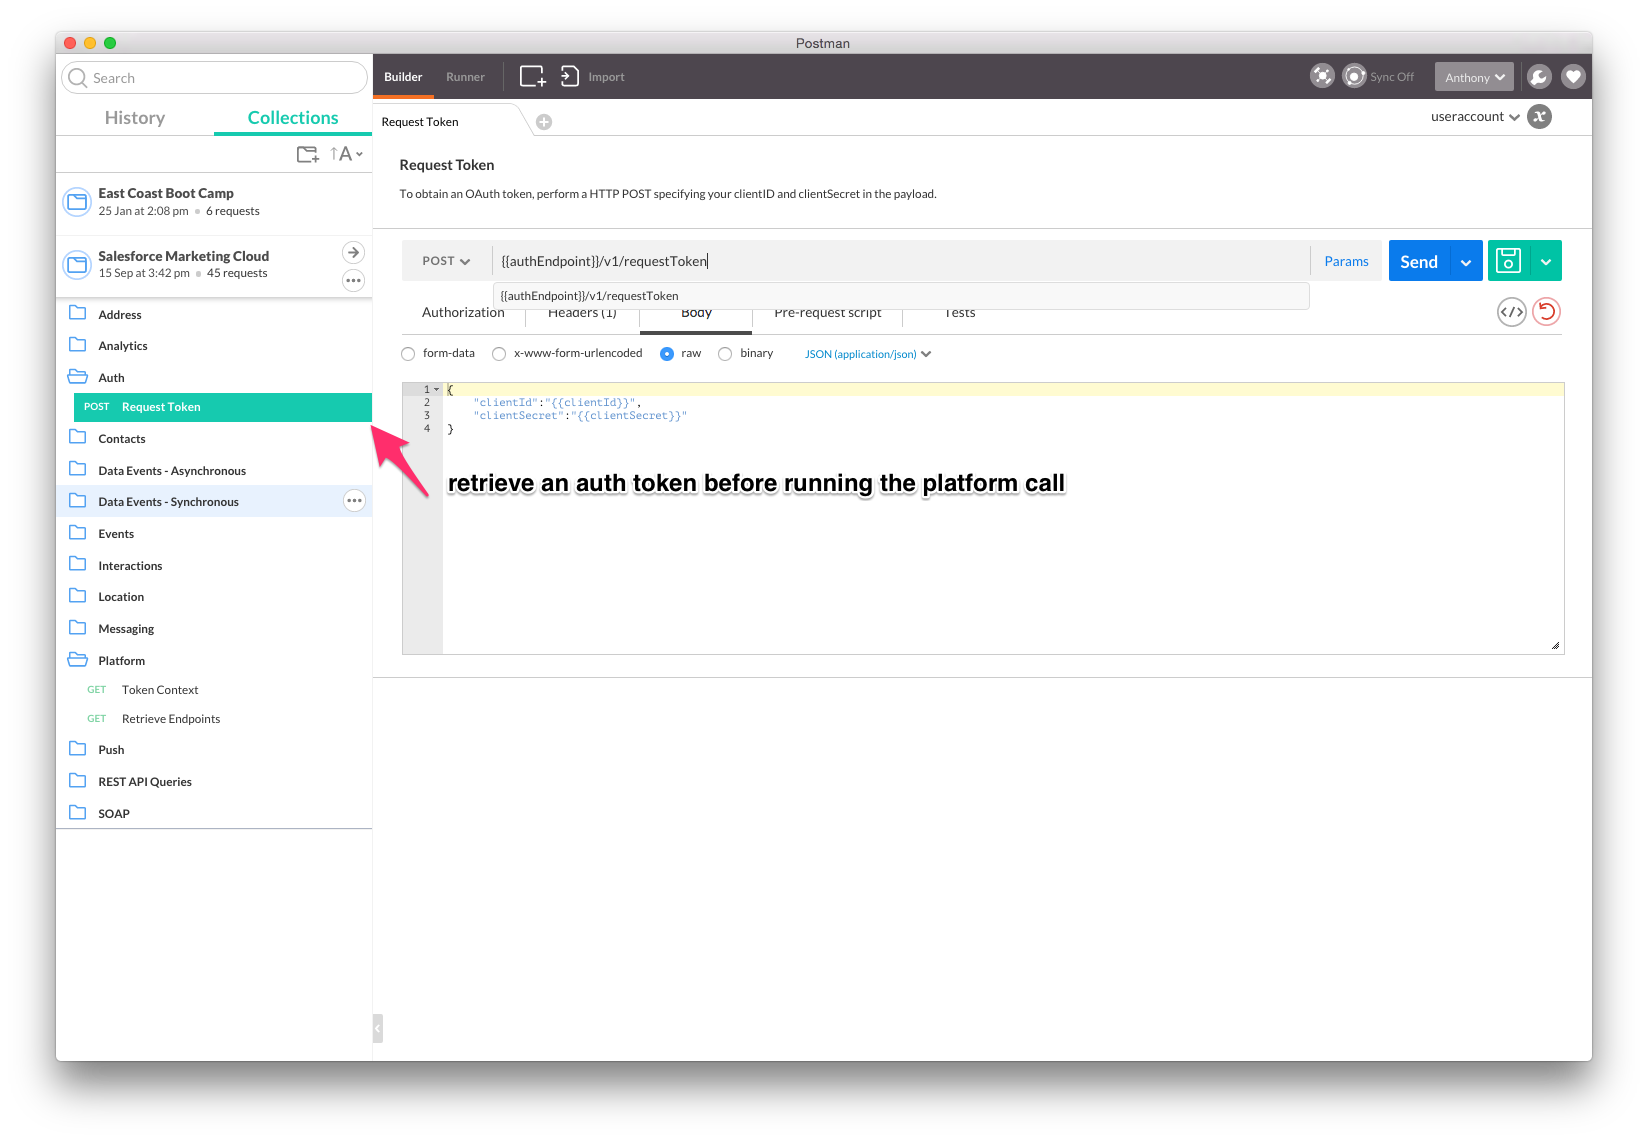 Postman
Search
Builder
Runner
Import
Sync Off
Anthony
History
Collections
Request Token
useraccount
x
A
Request Token
To obtain an OAuth token, perform a HTTP POST specifying your clientID and clientSecret in the payload.
East Coast Boot Camp
25 Jan at 2:08 pm 6 requests
Salesforce Marketing Cloud
15 Sep at 3:42 pm 45 requests
Address
Analytics
Auth
POST Request Token
Contacts
Data Events - Asynchronous
Data Events - Synchronous
Events
Interactions
Location
Messaging
Platform
GET Token Context
GET Retrieve Endpoints
Push
REST API Queries
SOAP
POST
{{authEndpoint}}/v1/requestToken
Params
Send
{{authEndpoint}}/v1/requestToken
Authorization
Headers (1)
Body
Pre-request script
Tests
</>
form-data
x-www-form-urlencoded
raw
binary
JSON (application/json)
1 {
2 "clientId":"{{clientId}}",
3 "clientSecret":"{{clientSecret}}"
4 }
retrieve an auth token before running the platform call